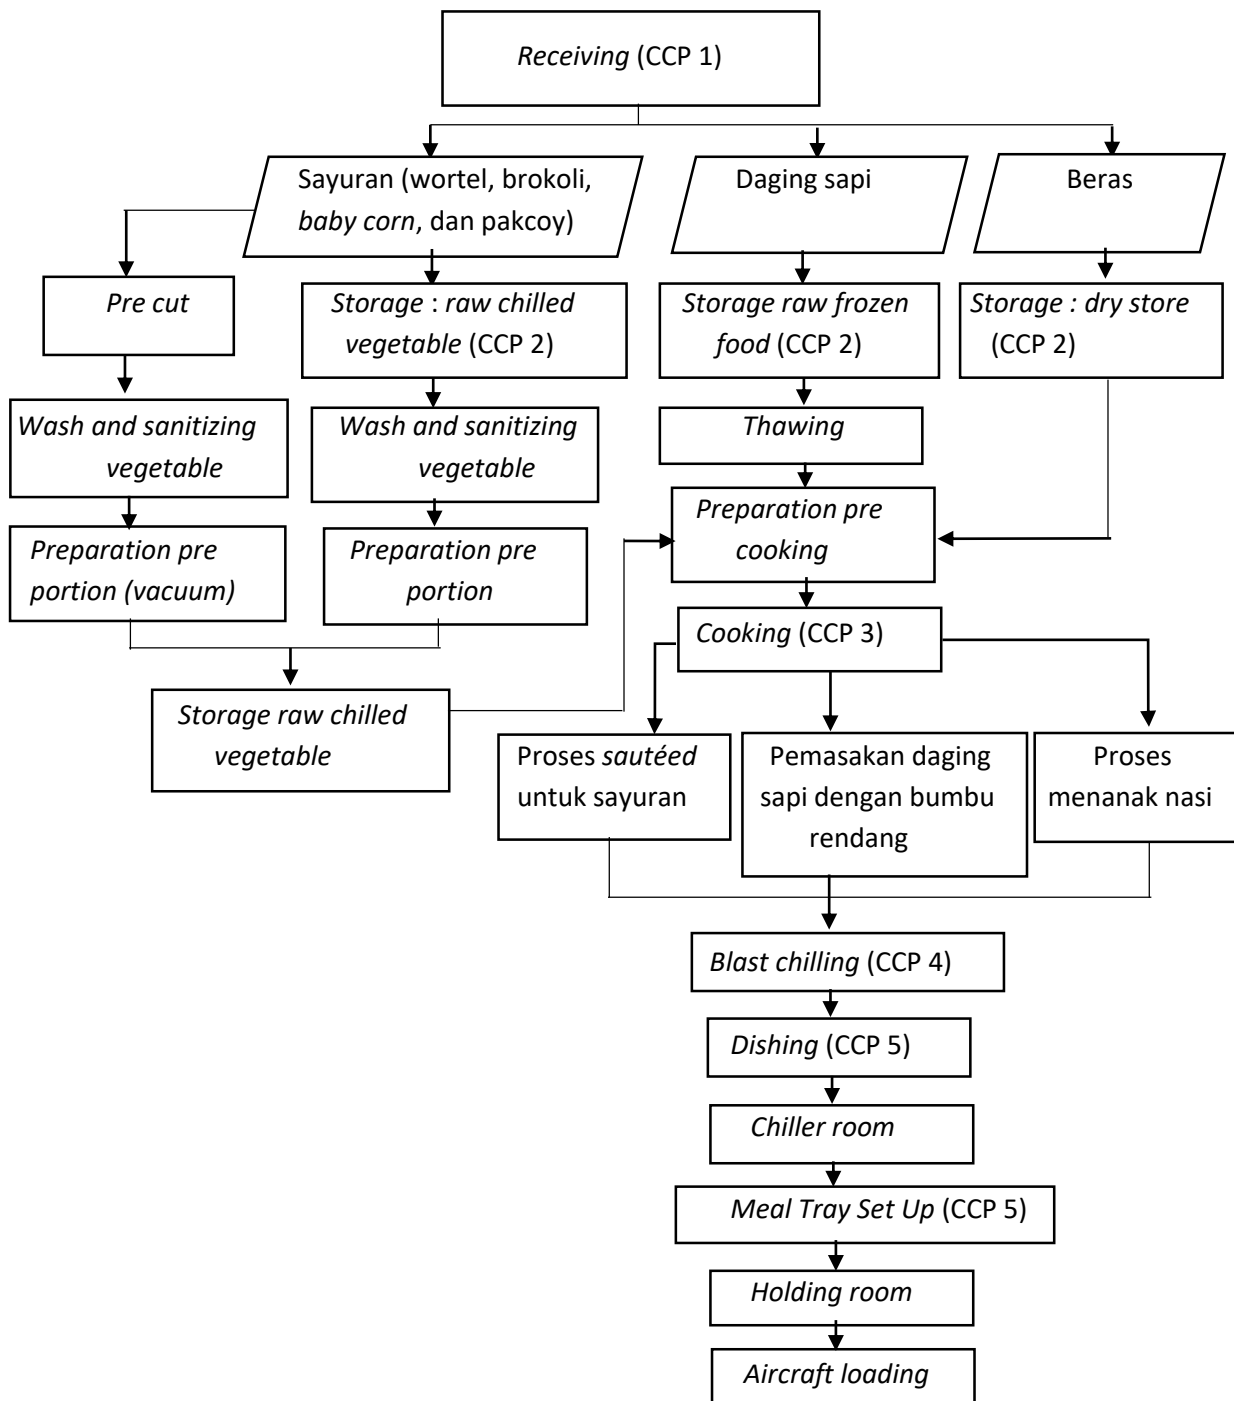 Receiving (CCP 1)
Sayuran (wortel, brokoli,
baby corn, dan pakcoy)
Daging sapi
Beras
Pre cut
Storage : raw chilled
vegetable (CCP 2)
Storage raw frozen
food (CCP 2)
Storage : dry store
(CCP 2)
Wash and sanitizing
vegetable
Wash and sanitizing
vegetable
Thawing
Preparation pre
portion (vacuum)
Preparation pre
portion
Preparation pre
cooking
Cooking (CCP 3)
Storage raw chilled
vegetable
Proses sautéed
untuk sayuran
Pemasakan daging
sapi dengan bumbu
rendang
Proses
menanak nasi
Blast chilling (CCP 4)
Dishing (CCP 5)
Chiller room
Meal Tray Set Up (CCP 5)
Holding room
Aircraft loading